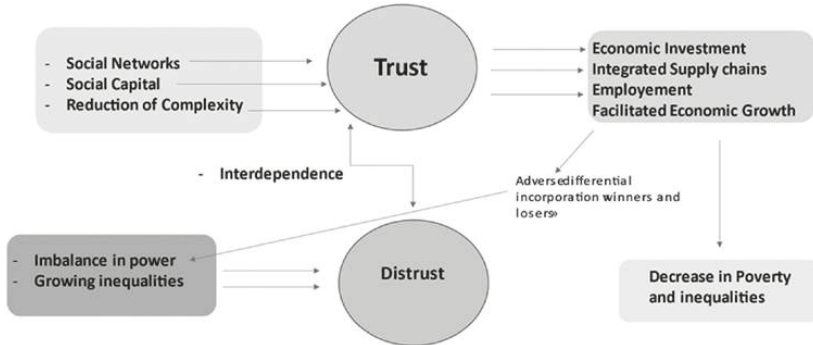 - Social Networks
- Social Capital
- Reduction of Complexity
Trust
Economic Investment
Integrated Supply chains
Employement
Facilitated Economic Growth
- Interdependence
Adversedifferential
incorporation winners and
losers»
- Imbalance in power
- Growing inequalities
Distrust
Decrease in Poverty
and inequalities